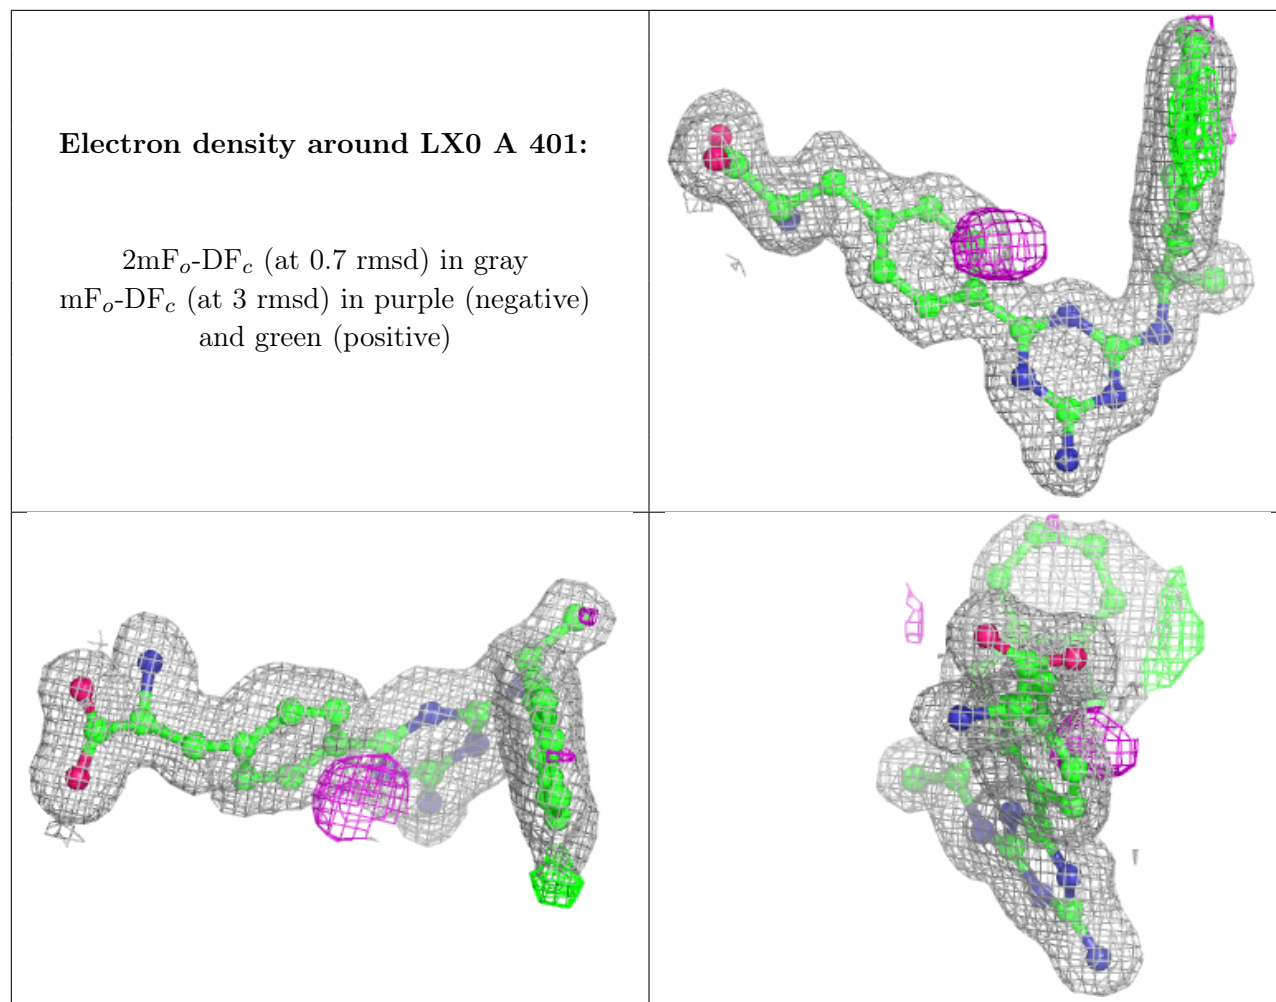 Electron density around LX0 A 401:
2mFₒ-DF𝒸 (at 0.7 rmsd) in gray
mFₒ-DF𝒸 (at 3 rmsd) in purple (negative)
and green (positive)